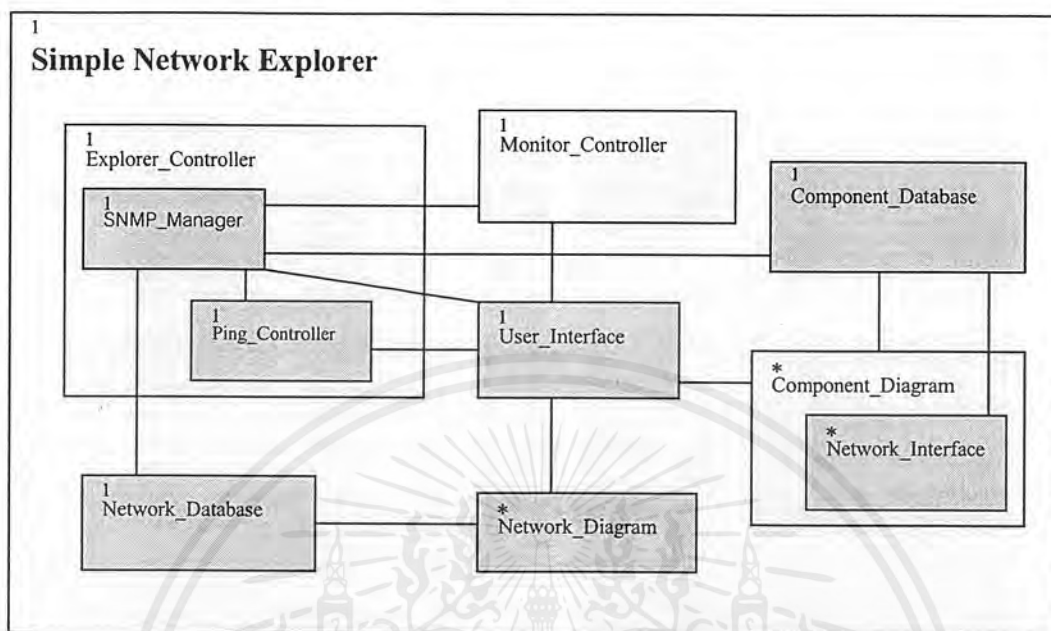 1
Simple Network Explorer
1
Explorer_Controller
1
SNMP_Manager
1
Ping_Controller
1
Monitor_Controller
1
Component_Database
1
User_Interface
*
Component_Diagram
*
Network_Interface
1
Network_Database
*
Network_Diagram